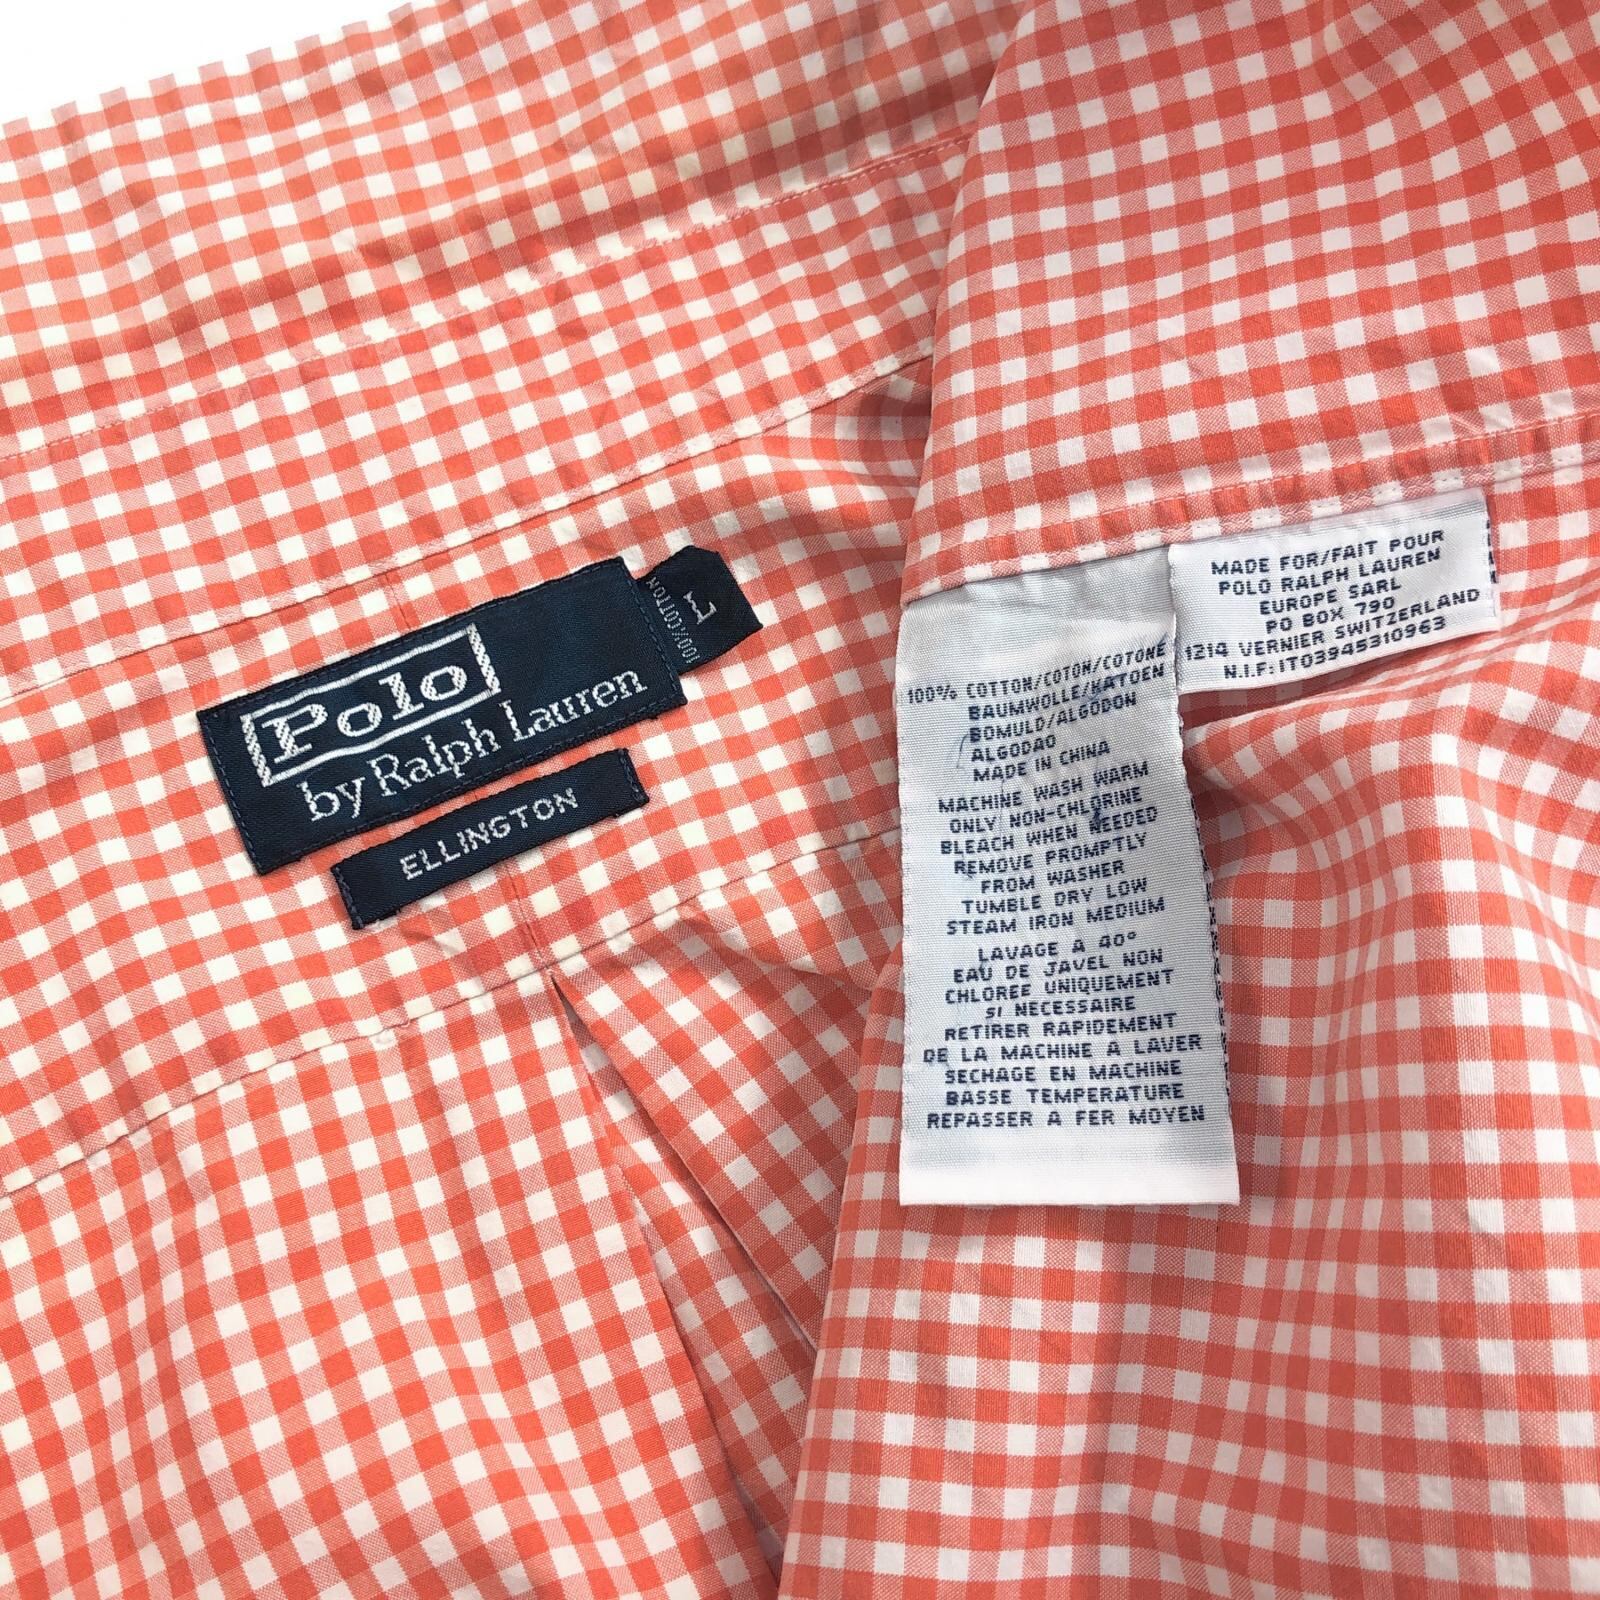 Polo
by Ralph Lauren
L
100%COTTON
ELLINGTON
100% COTTON/COTON/COTONE
BAUMWOLLE/KATOEN
BOMULD/ALGODON
ALGODAO
MADE IN CHINA
MACHINE WASH WARM
ONLY NON-CHLORINE
BLEACH WHEN NEEDED
REMOVE PROMPTLY
FROM WASHER
TUMBLE DRY LOW
STEAM IRON MEDIUM
LAVAGE A 40°
EAU DE JAVEL NON
CHLOREE UNIQUEMENT
SI NECESSAIRE
RETIRER RAPIDEMENT
DE LA MACHINE A LAVER
SECHAGE EN MACHINE
BASSE TEMPERATURE
REPASSER A FER MOYEN
MADE FOR/FAIT POUR
POLO RALPH LAUREN
EUROPE SARL
PO BOX 790
1214 VERNIER SWITZERLAND
N.I.F: IT03945310963